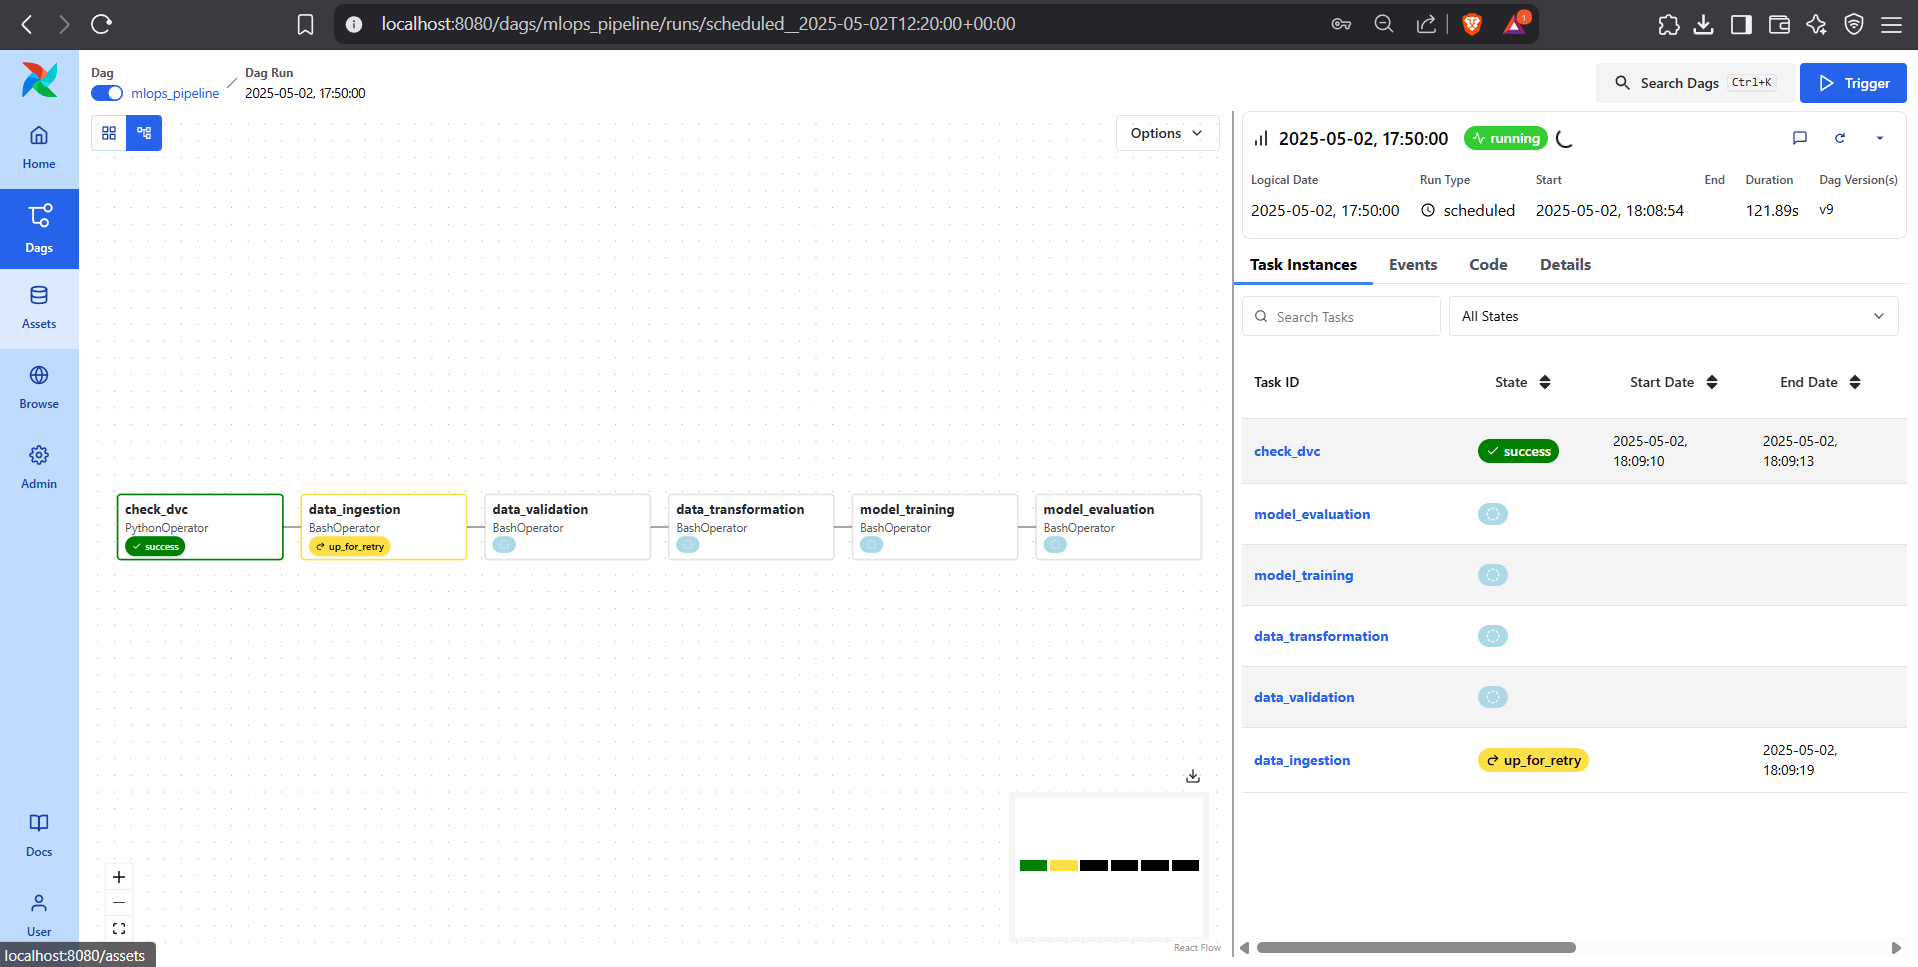 localhost:8080/dags/mlops_pipeline/runs/scheduled__2025-05-02T12:20:00+00:00
1
Dag
mlops_pipeline
Dag Run
2025-05-02, 17:50:00
Search Dags Ctrl+K
Trigger
Home
Dags
Assets
Browse
Admin
Docs
User
localhost:8080/assets
Options
check_dvc
PythonOperator
success
data_ingestion
BashOperator
up_for_retry
data_validation
BashOperator
data_transformation
BashOperator
model_training
BashOperator
model_evaluation
BashOperator
React Flow
2025-05-02, 17:50:00 running
Logical Date Run Type Start End Duration Dag Version(s)
2025-05-02, 17:50:00 scheduled 2025-05-02, 18:08:54 121.89s v9
Task Instances Events Code Details
Search Tasks All States
Task ID State Start Date End Date
check_dvc success 2025-05-02, 18:09:10 2025-05-02, 18:09:13
model_evaluation
model_training
data_transformation
data_validation
data_ingestion up_for_retry 2025-05-02, 18:09:19